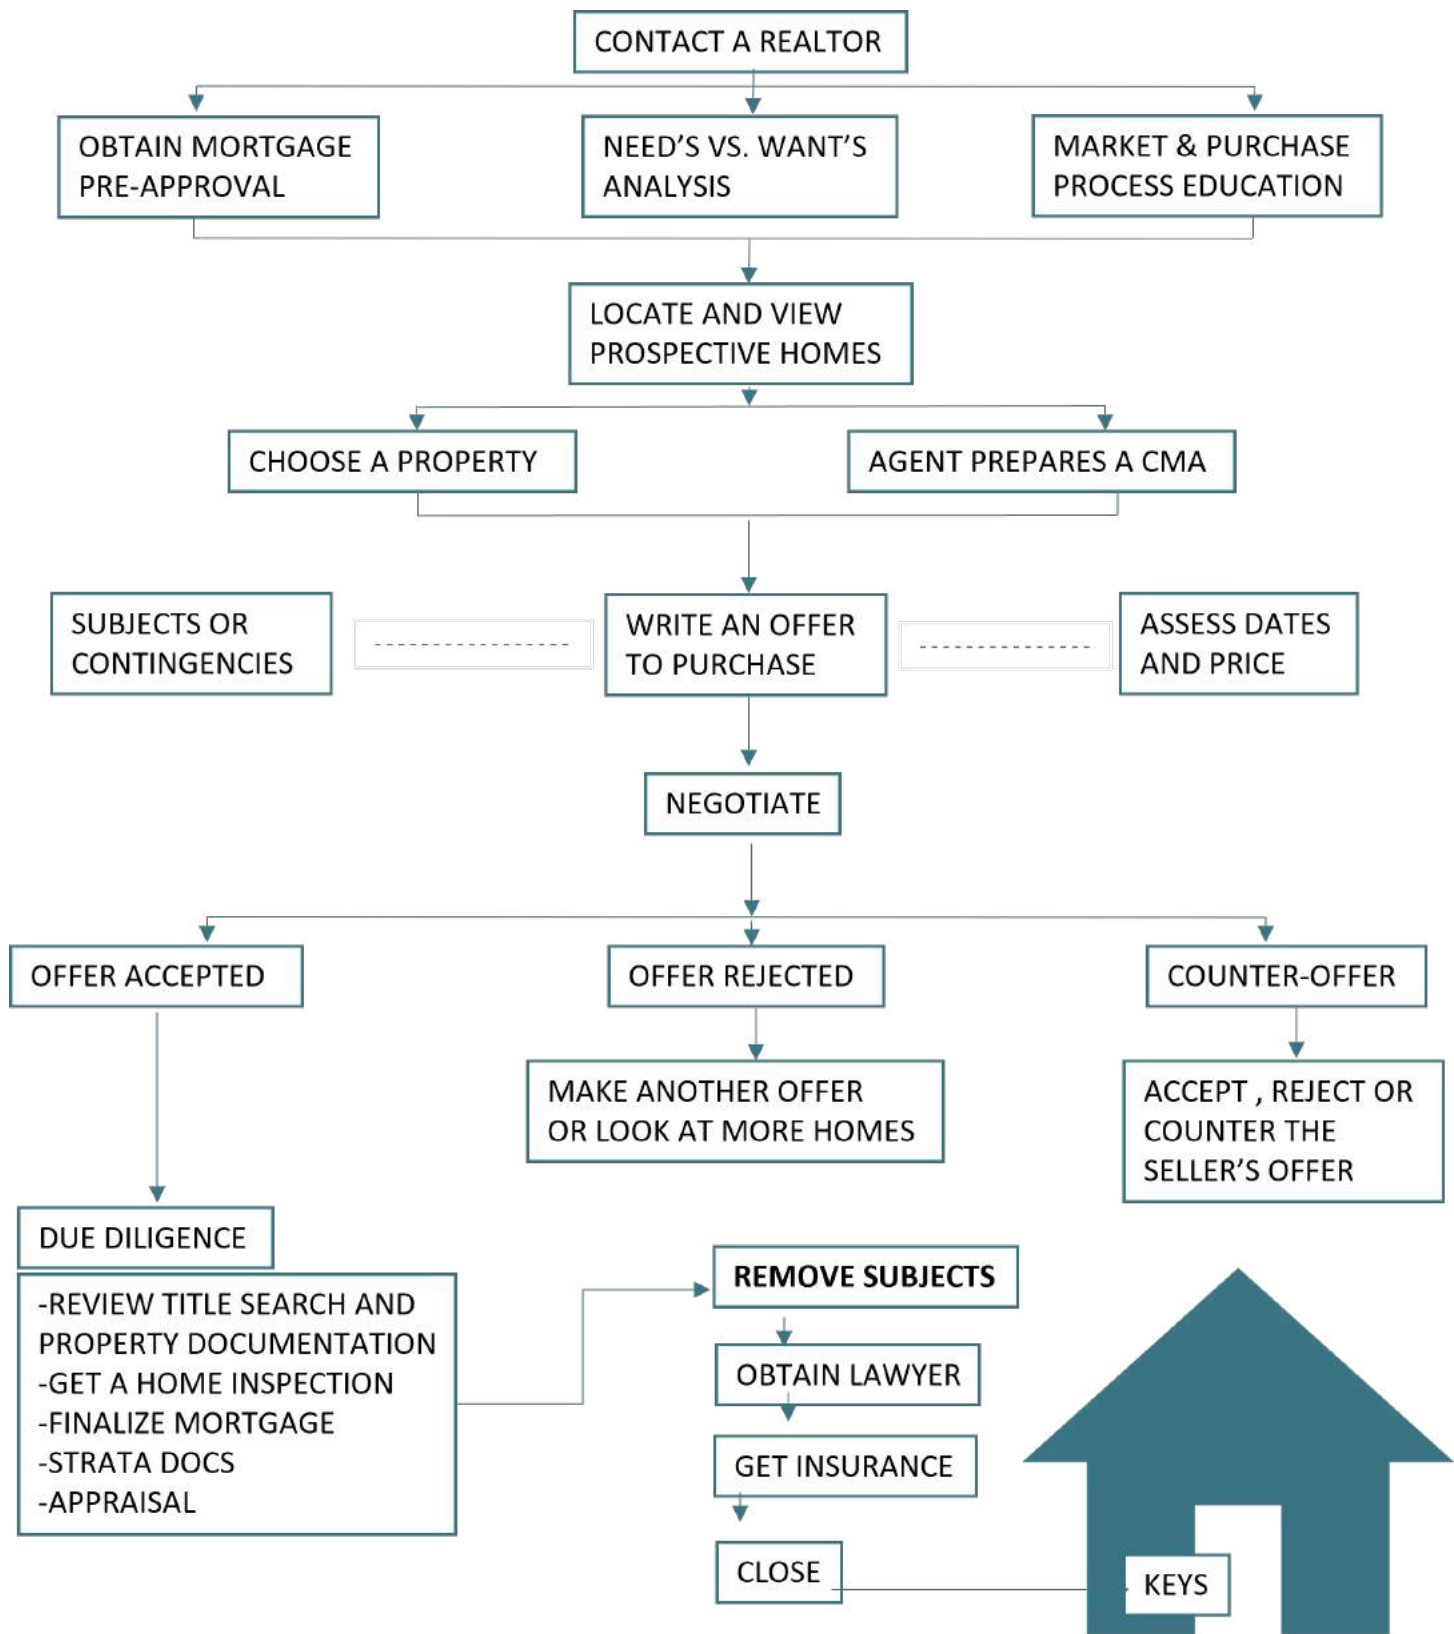 CONTACT A REALTOR
OBTAIN MORTGAGE
PRE-APPROVAL
NEED'S VS. WANT'S
ANALYSIS
MARKET & PURCHASE
PROCESS EDUCATION
LOCATE AND VIEW
PROSPECTIVE HOMES
CHOOSE A PROPERTY
AGENT PREPARES A CMA
SUBJECTS OR
CONTINGENCIES
WRITE AN OFFER
TO PURCHASE
ASSESS DATES
AND PRICE
NEGOTIATE
OFFER ACCEPTED
OFFER REJECTED
COUNTER-OFFER
MAKE ANOTHER OFFER
OR LOOK AT MORE HOMES
ACCEPT , REJECT OR
COUNTER THE
SELLER'S OFFER
DUE DILIGENCE
-REVIEW TITLE SEARCH AND
PROPERTY DOCUMENTATION
-GET A HOME INSPECTION
-FINALIZE MORTGAGE
-STRATA DOCS
-APPRAISAL
REMOVE SUBJECTS
OBTAIN LAWYER
GET INSURANCE
CLOSE
KEYS